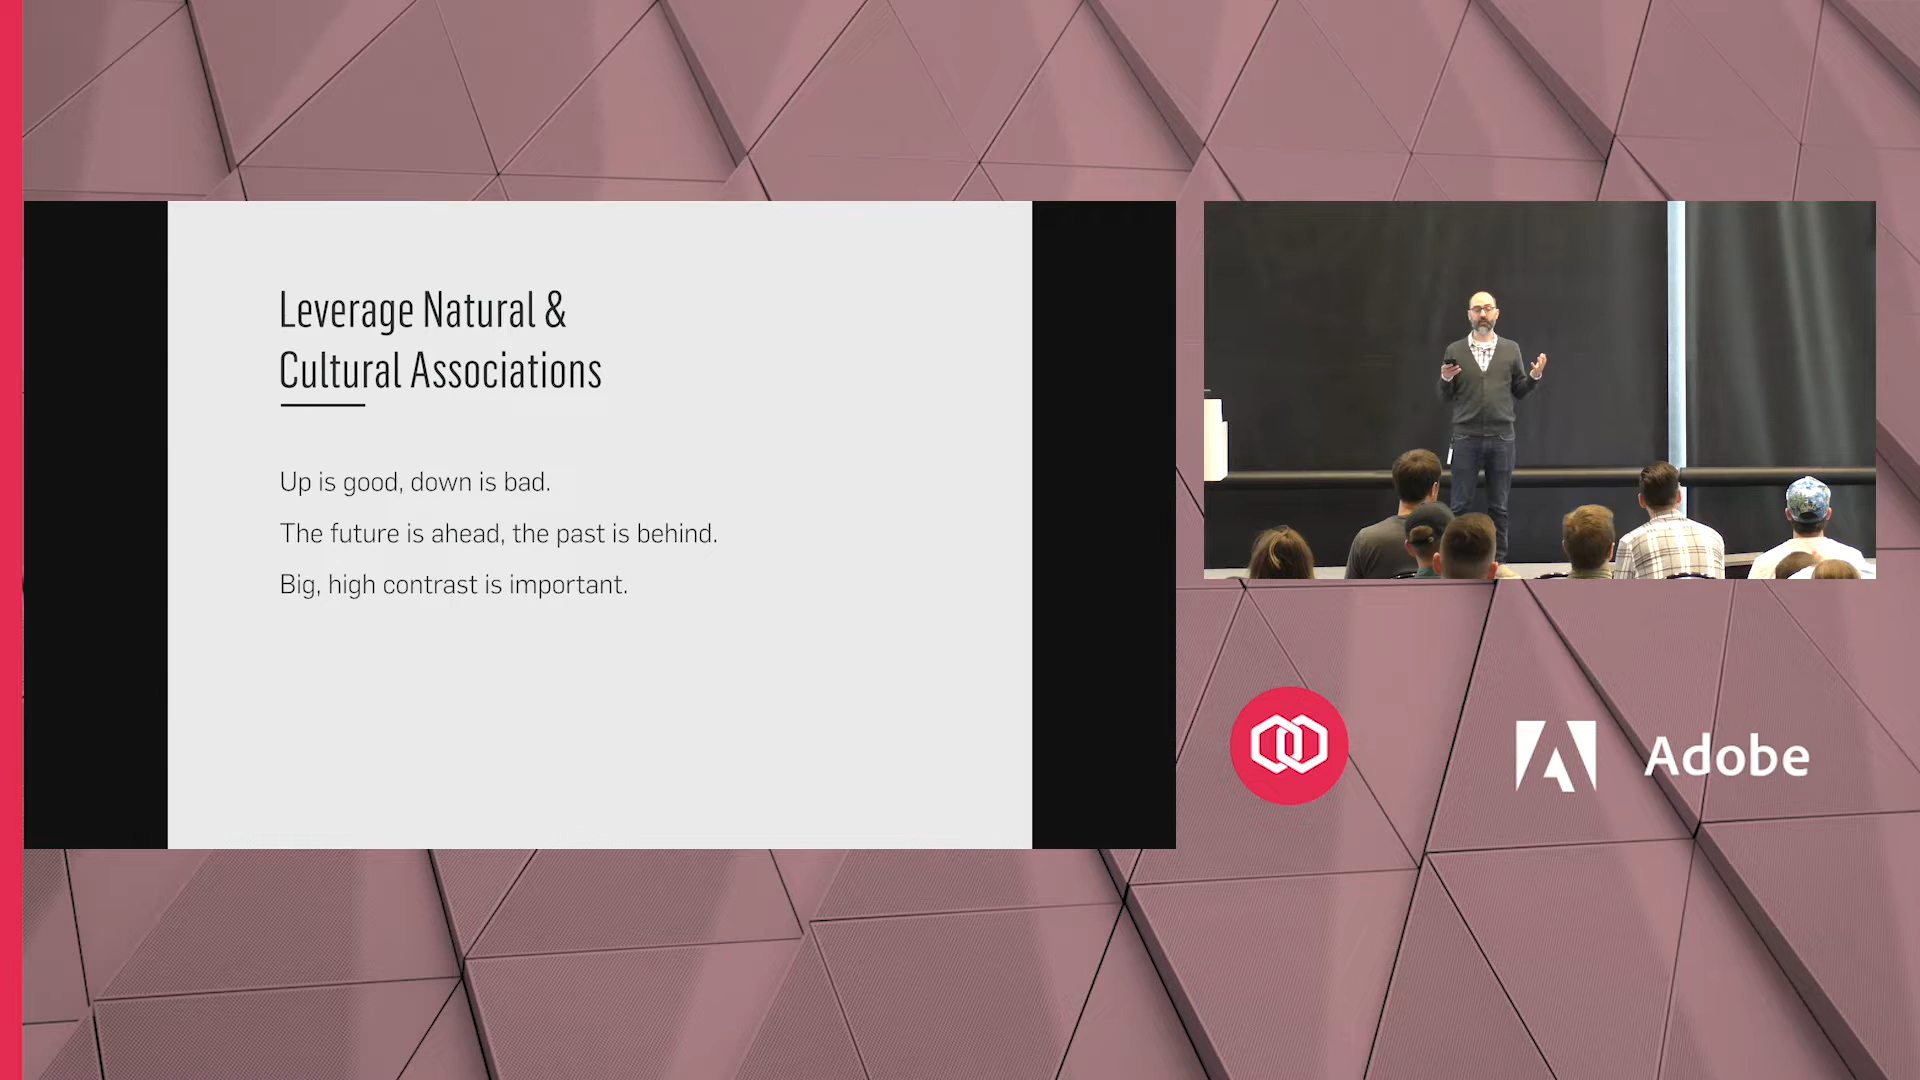 Leverage Natural &
Cultural Associations
Up is good, down is bad.
The future is ahead, the past is behind.
Big, high contrast is important.
Adobe